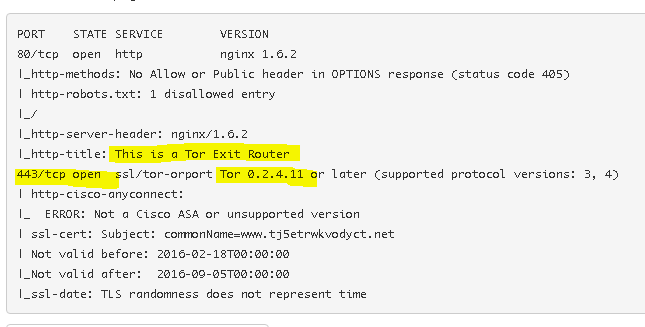 PORT    STATE SERVICE       VERSION
80/tcp  open  http          nginx 1.6.2
|_http-methods: No Allow or Public header in OPTIONS response (status code 405)
| http-robots.txt: 1 disallowed entry
|_/
|_http-server-header: nginx/1.6.2
|_http-title: This is a Tor Exit Router
443/tcp open  ssl/tor-orport Tor 0.2.4.11 or later (supported protocol versions: 3, 4)
| http-cisco-anyconnect:
|_  ERROR: Not a Cisco ASA or unsupported version
| ssl-cert: Subject: commonName=www.tj5etrwkvodyct.net
| Not valid before: 2016-02-18T00:00:00
|_Not valid after:  2016-09-05T00:00:00
|_ssl-date: TLS randomness does not represent time